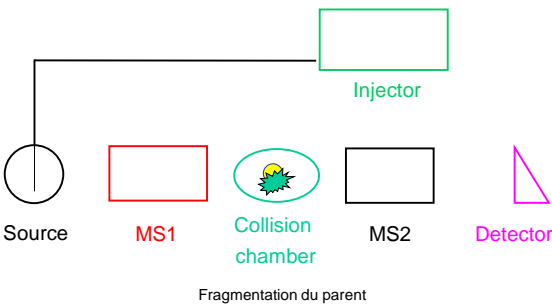 Injector
Source
MS1
Collision
chamber
MS2
Detector
Fragmentation du parent